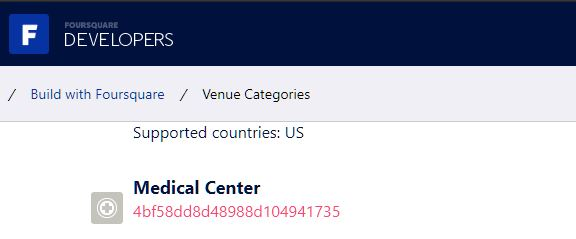 F
FOURSQUARE
DEVELOPERS
/ Build with Foursquare / Venue Categories
Supported countries: US
Medical Center
4bf58dd8d48988d104941735